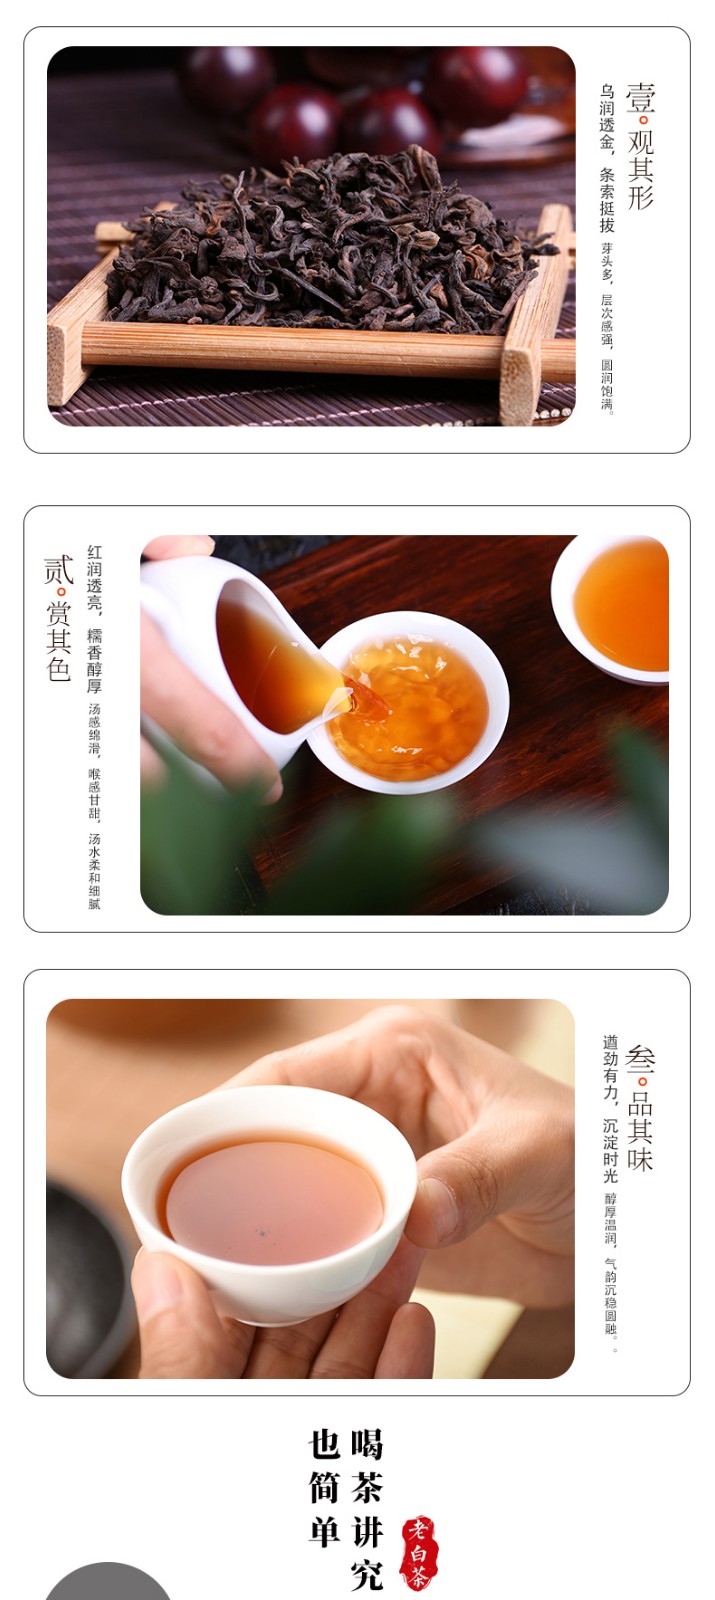 壹。观其形
乌润透金，条索挺拔
芽头多，层次感强，圆润饱满。
贰。赏其色
红润透亮，糯香醇厚
汤感绵滑，喉感甘甜，汤水柔和细腻
叁。品其味
遒劲有力，沉淀时光
醇厚温润，气韵沉稳圆融。。
喝茶讲究
也简单
老白茶